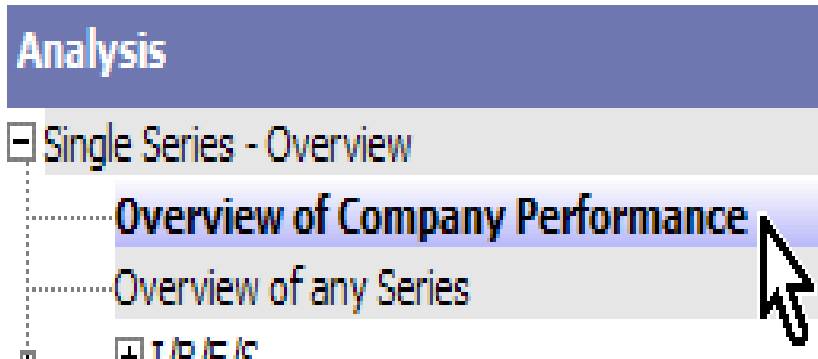 Analysis
Single Series - Overview
Overview of Company Performance
Overview of any Series